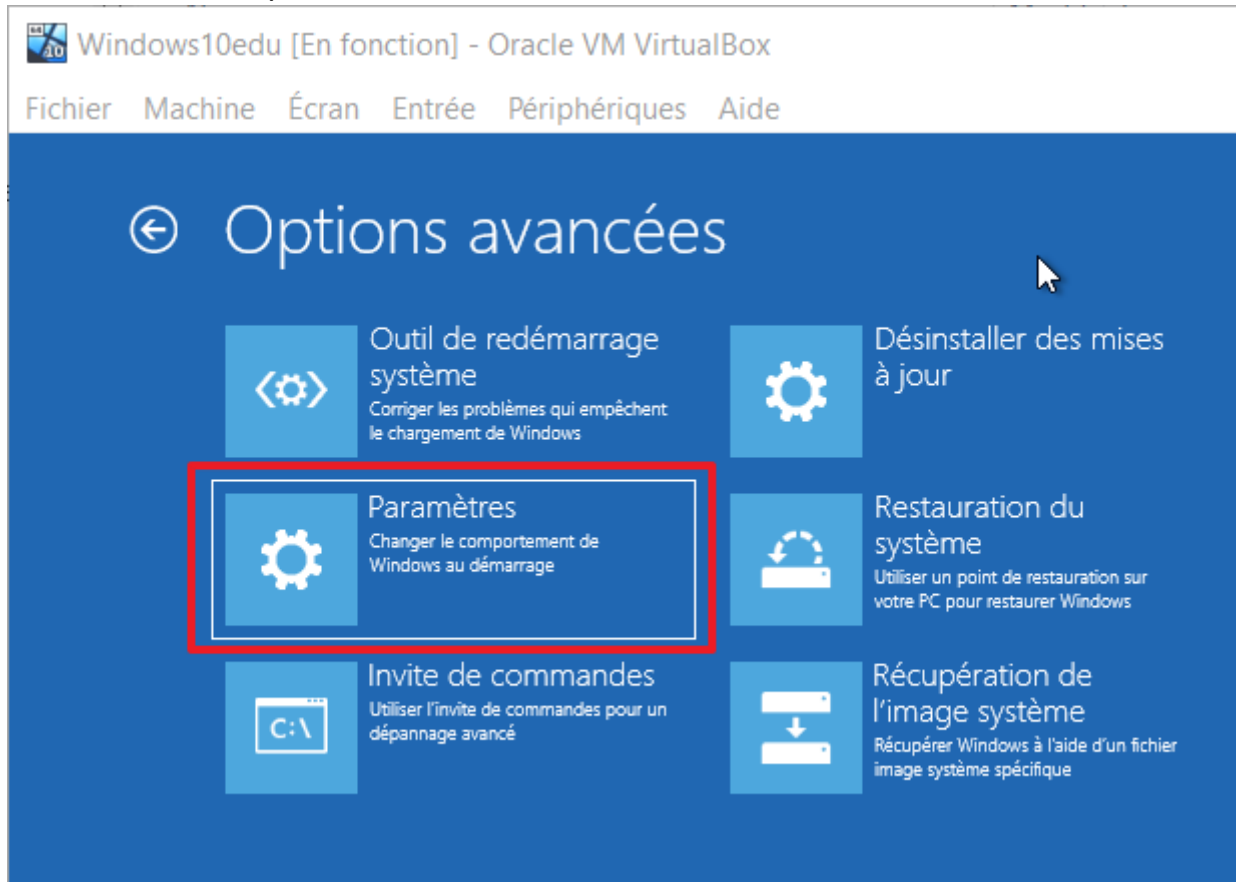 Windows10edu [En fonction] - Oracle VM VirtualBox
Fichier Machine Écran Entrée Périphériques Aide
Options avancées
Outil de redémarrage
système
Corriger les problèmes qui empêchent
le chargement de Windows
Désinstaller des mises
à jour
Paramètres
Changer le comportement de
Windows au démarrage
Restauration du
système
Utiliser un point de restauration sur
votre PC pour restaurer Windows
Invite de commandes
Utiliser l'invite de commandes pour un
dépannage avancé
C:\
Récupération de
l'image système
Récupérer Windows à l'aide d'un fichier
image système spécifique